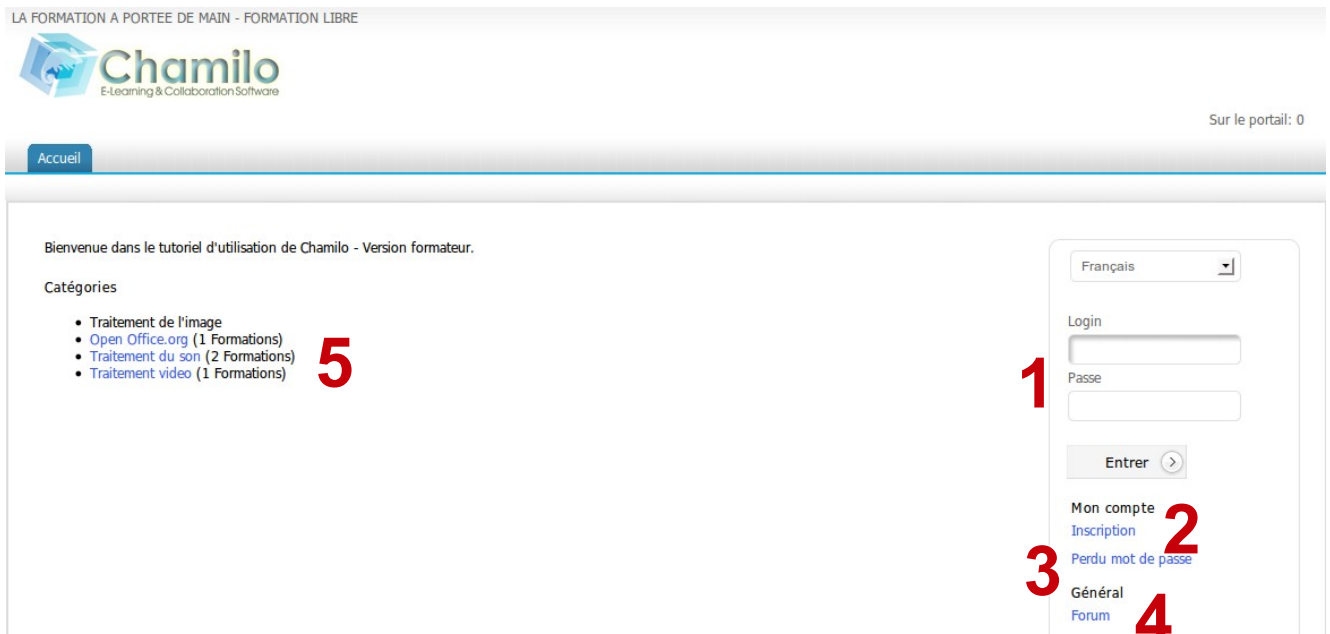 LA FORMATION A PORTEE DE MAIN - FORMATION LIBRE
Chamilo
E-Learning & Collaboration Software
Sur le portail: 0
Accueil
Bienvenue dans le tutoriel d'utilisation de Chamilo - Version formateur.
Catégories
Traitement de l'image
Open Office.org (1 Formations)
Traitement du son (2 Formations)
Traitement video (1 Formations)
5
Français
Login
1
Passe
Entrer
Mon compte
2
Inscription
3
Perdu mot de passe
Général
4
Forum